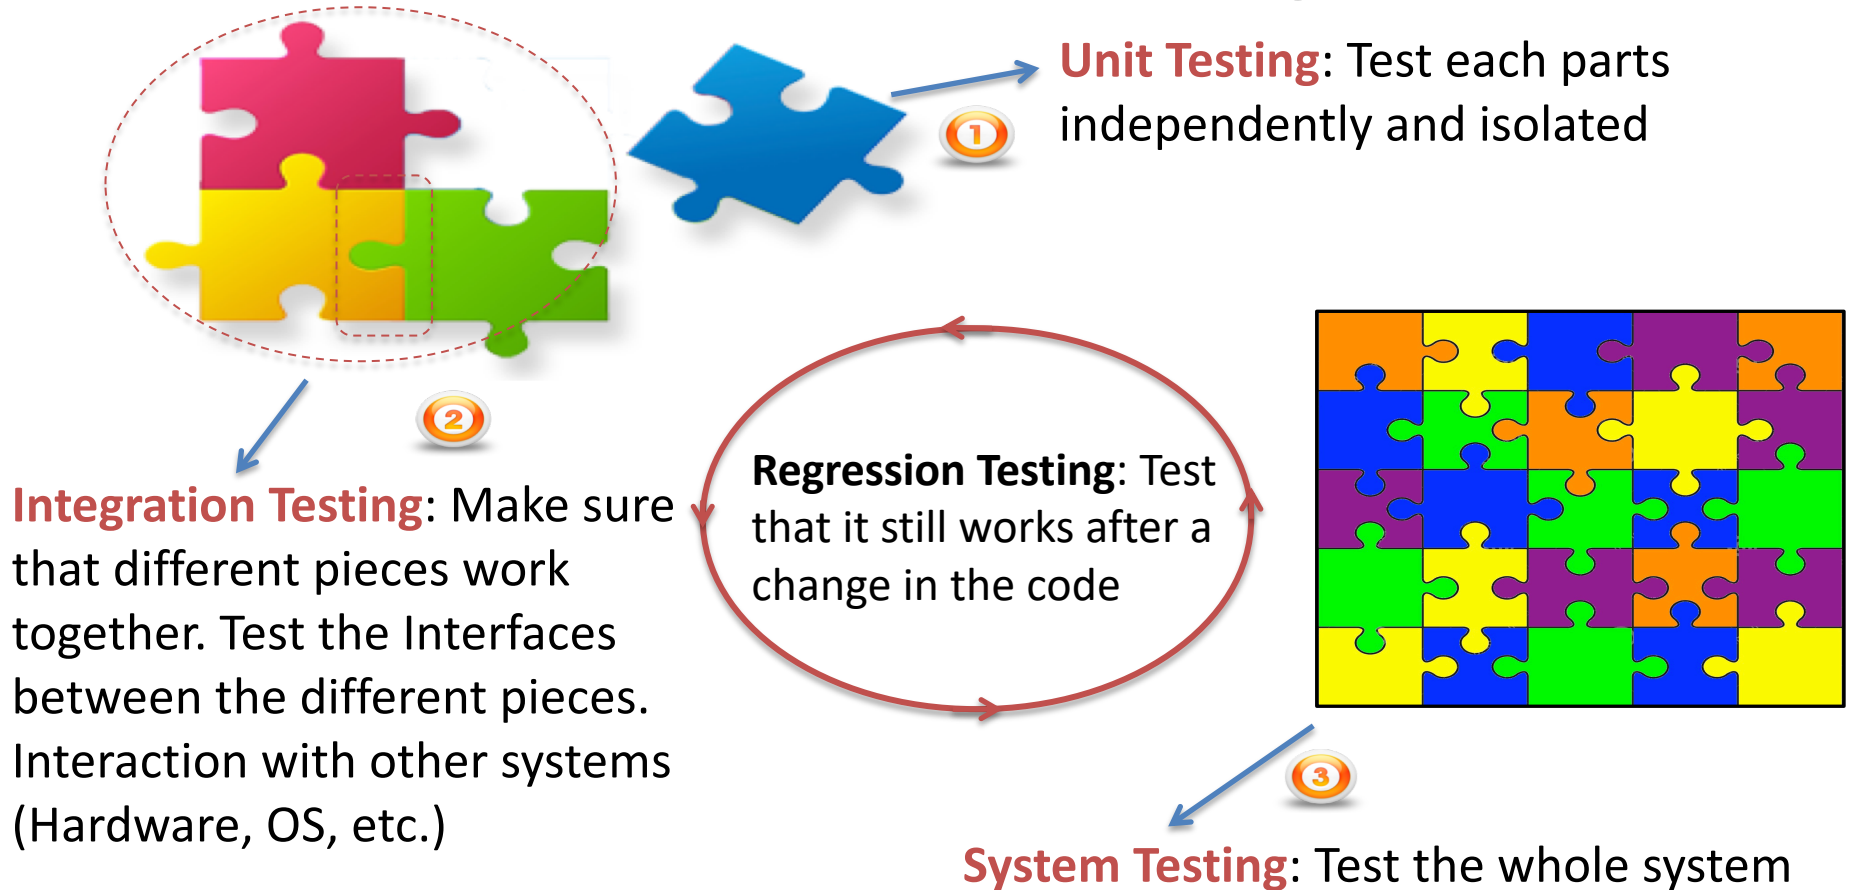 Unit Testing: Test each parts
independently and isolated
1
2
Integration Testing: Make sure
that different pieces work
together. Test the Interfaces
between the different pieces.
Interaction with other systems
(Hardware, OS, etc.)
Regression Testing: Test
that it still works after a
change in the code
3
System Testing: Test the whole system